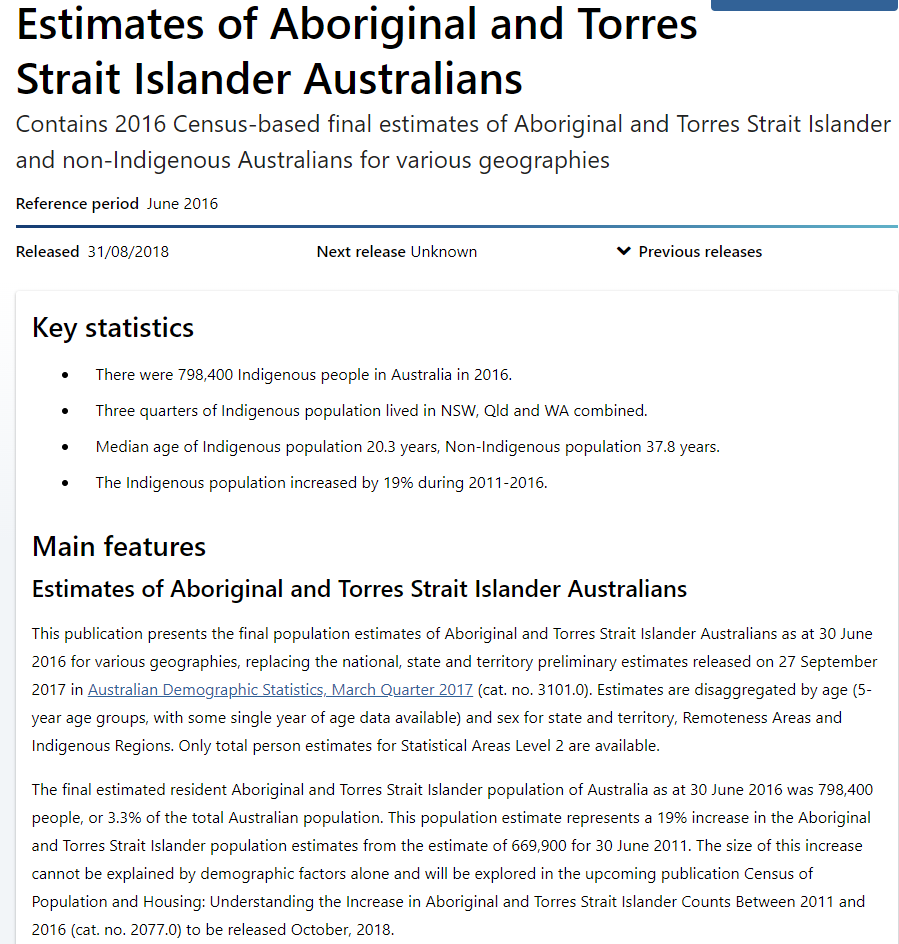 Estimates of Aboriginal and Torres
Strait Islander Australians
Contains 2016 Census-based final estimates of Aboriginal and Torres Strait Islander
and non-Indigenous Australians for various geographies
Reference period June 2016
Released 31/08/2018 Next release Unknown Previous releases
Key statistics
• There were 798,400 Indigenous people in Australia in 2016.
• Three quarters of Indigenous population lived in NSW, Qld and WA combined.
• Median age of Indigenous population 20.3 years, Non-Indigenous population 37.8 years.
• The Indigenous population increased by 19% during 2011-2016.
Main features
Estimates of Aboriginal and Torres Strait Islander Australians
This publication presents the final population estimates of Aboriginal and Torres Strait Islander Australians as at 30 June
2016 for various geographies, replacing the national, state and territory preliminary estimates released on 27 September
2017 in Australian Demographic Statistics, March Quarter 2017 (cat. no. 3101.0). Estimates are disaggregated by age (5-
year age groups, with some single year of age data available) and sex for state and territory, Remoteness Areas and
Indigenous Regions. Only total person estimates for Statistical Areas Level 2 are available.
The final estimated resident Aboriginal and Torres Strait Islander population of Australia as at 30 June 2016 was 798,400
people, or 3.3% of the total Australian population. This population estimate represents a 19% increase in the Aboriginal
and Torres Strait Islander population estimates from the estimate of 669,900 for 30 June 2011. The size of this increase
cannot be explained by demographic factors alone and will be explored in the upcoming publication Census of
Population and Housing: Understanding the Increase in Aboriginal and Torres Strait Islander Counts Between 2011 and
2016 (cat. no. 2077.0) to be released October, 2018.